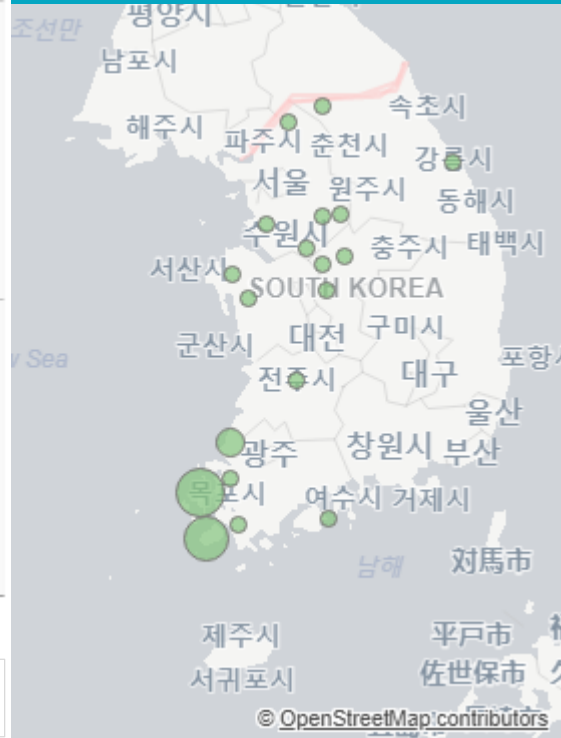 평양시
조선만
남포시
속초시
해주시
파주시
춘천시
강릉시
서울
원주시
동해시
수원시
충주시
태백시
서산시
SOUTH KOREA
군산시
대전
구미시
Sea
전주시
대구
울산
광주
창원시
부산
목포시
여수시
거제시
남해
対馬市
제주시
平戸市
서귀포시
佐世保市
© OpenStreetMap contributors